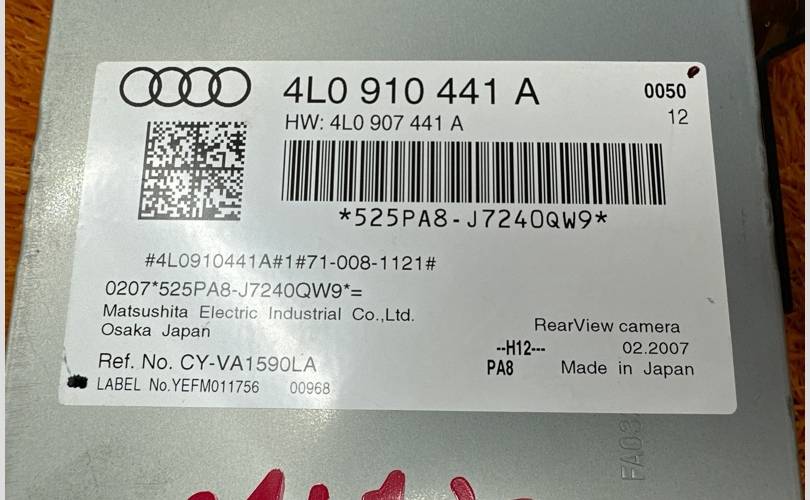 4L0 910 441 A
0050
HW: 4L0 907 441 A
12
*525PA8-J7240QW9*
#4L0910441A#1#71-008-1121#
0207*525PA8-J7240QW9*=
Matsushita Electric Industrial Co.,Ltd.
Osaka Japan
RearView camera
--H12---
02.2007
Ref. No. CY-VA1590LA
PA8
Made in Japan
LABEL No.YEFM011756
00968